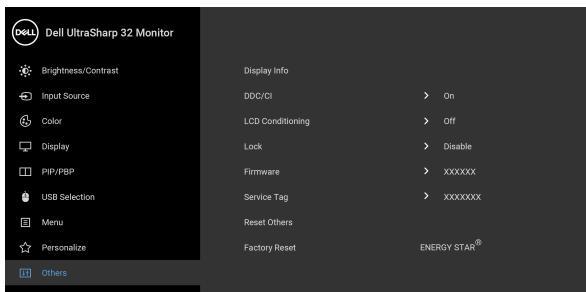 DELL Dell UltraSharp 32 Monitor
Brightness/Contrast Display Info
Input Source DDC/CI > On
Color LCD Conditioning > Off
Display Lock > Disable
PIP/PBP Firmware > XXXXXX
USB Selection Service Tag > XXXXXXX
Menu Reset Others
Personalize Factory Reset ENERGY STAR®
Others